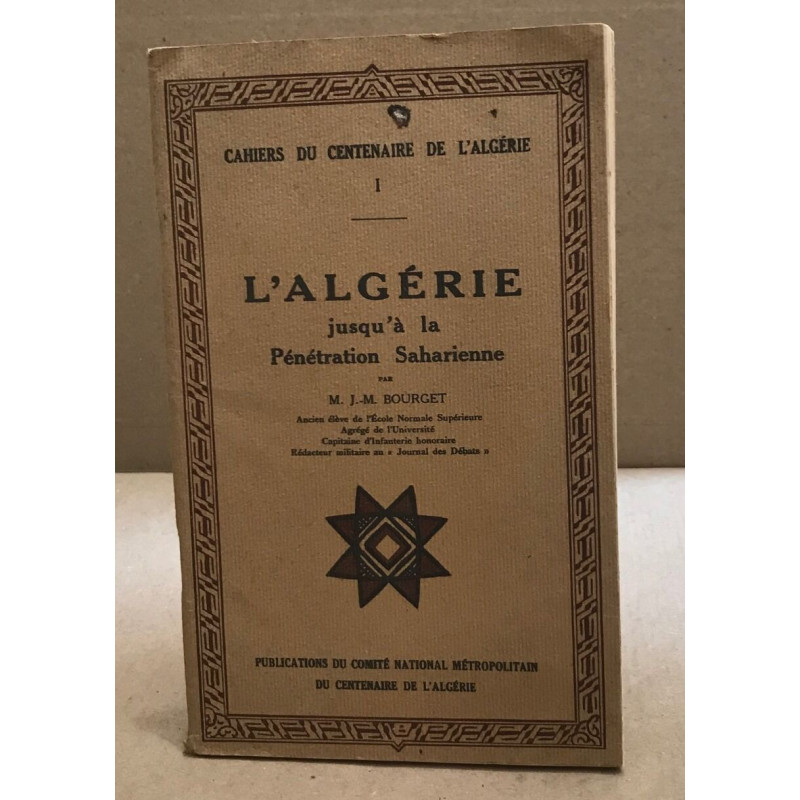 CAHIERS DU CENTENAIRE DE L'ALGÉRIE
I
L'ALGÉRIE
jusqu'à la
Pénétration Saharienne
PAR
M. J.-M. BOURGET
Ancien élève de l'École Normale Supérieure
Agrégé de l'Université
Capitaine d'Infanterie honoraire
Rédacteur militaire au « Journal des Débats »
PUBLICATIONS DU COMITÉ NATIONAL MÉTROPOLITAIN
DU CENTENAIRE DE L'ALGÉRIE